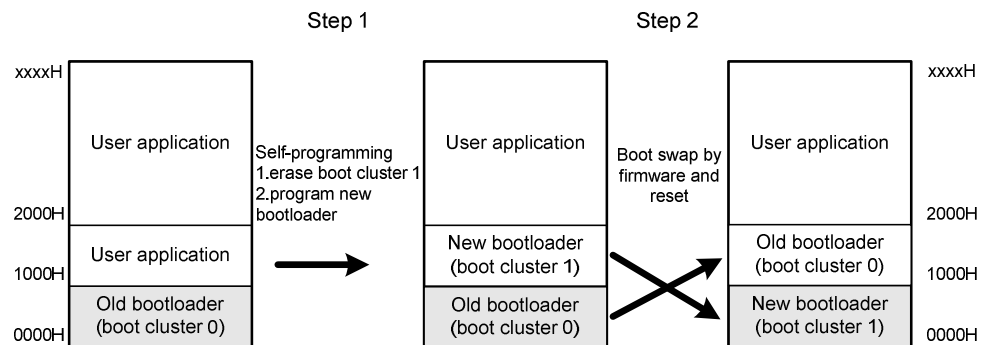 Step 1
Step 2
xxxxH
xxxxH
User application
User application
User application
Self-programming
1.erase boot cluster 1
2.program new
bootloader
Boot swap by
firmware and
reset
2000H
2000H
User application
New bootloader
(boot cluster 1)
Old bootloader
(boot cluster 0)
1000H
1000H
Old bootloader
(boot cluster 0)
Old bootloader
(boot cluster 0)
New bootloader
(boot cluster 1)
0000H
0000H